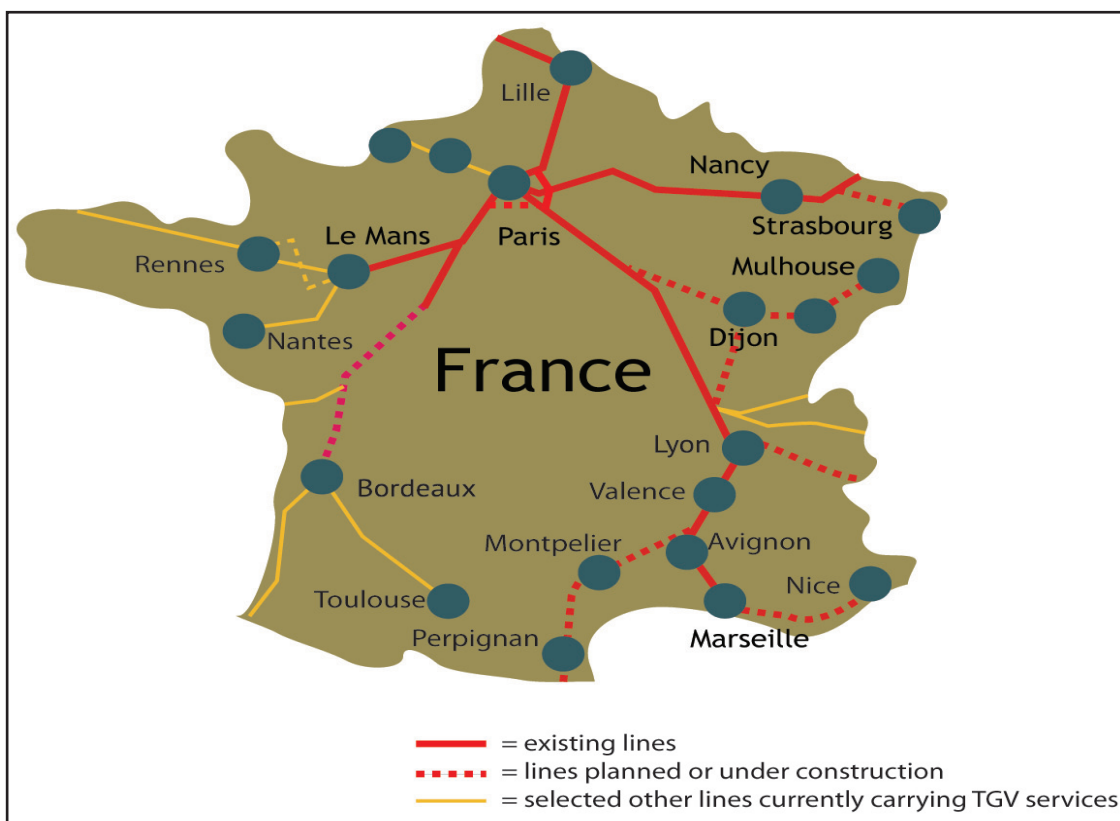 Lille
Nancy
Strasbourg
Le Mans
Paris
Rennes
Mulhouse
Nantes
Dijon
France
Lyon
Bordeaux
Valence
Montpelier
Avignon
Toulouse
Nice
Perpignan
Marseille
= existing lines
= lines planned or under construction
= selected other lines currently carrying TGV services